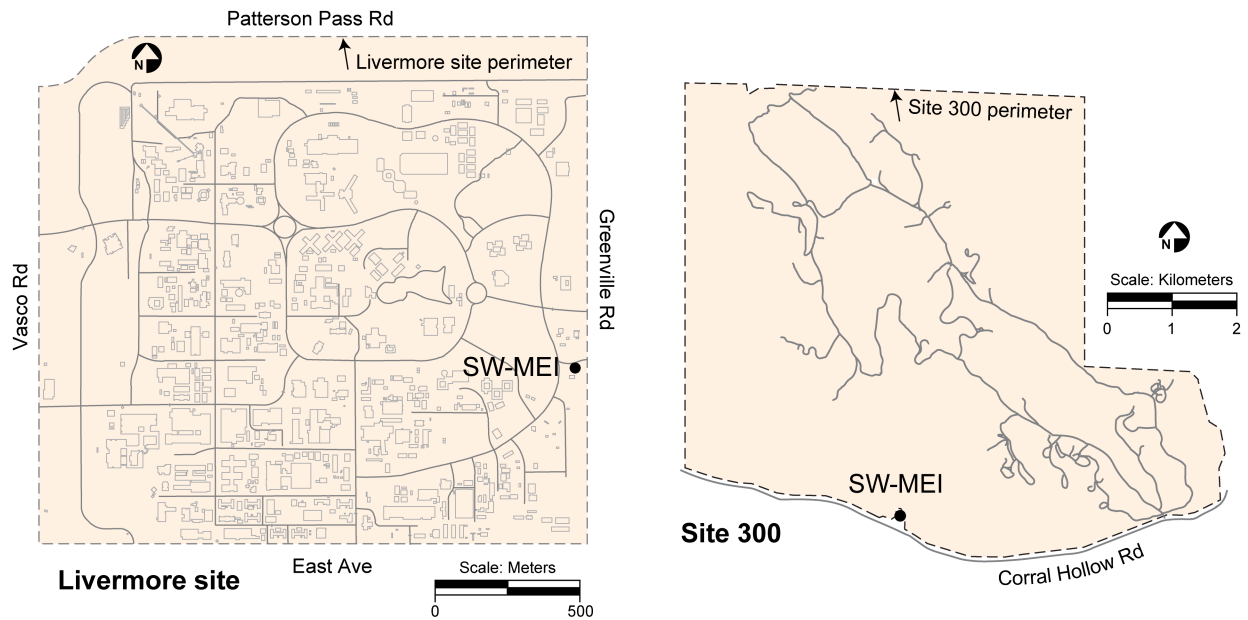 Patterson Pass Rd
N
Livermore site perimeter
Vasco Rd
Greenville Rd
SW-MEI
East Ave
Livermore site
Scale: Meters
0 500
Site 300 perimeter
N
Scale: Kilometers
0 1 2
SW-MEI
Site 300
Corral Hollow Rd